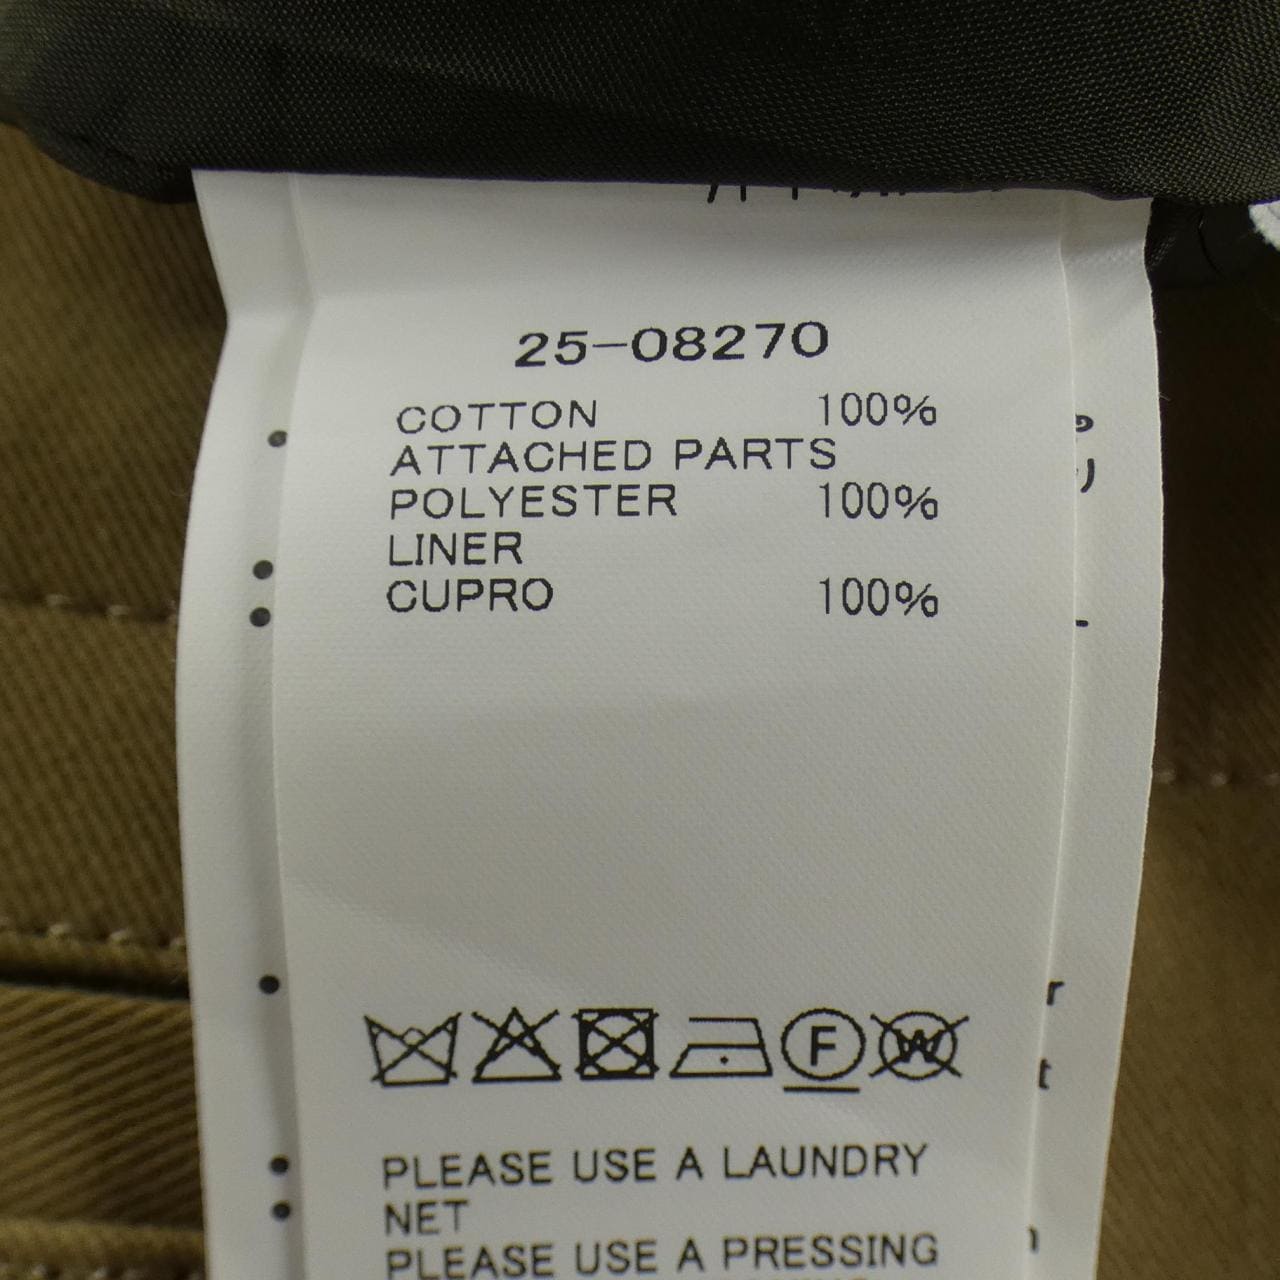 25-08270
COTTON 100%
ATTACHED PARTS
POLYESTER 100%
LINER
CUPRO 100%
F W
PLEASE USE A LAUNDRY
NET
PLEASE USE A PRESSING